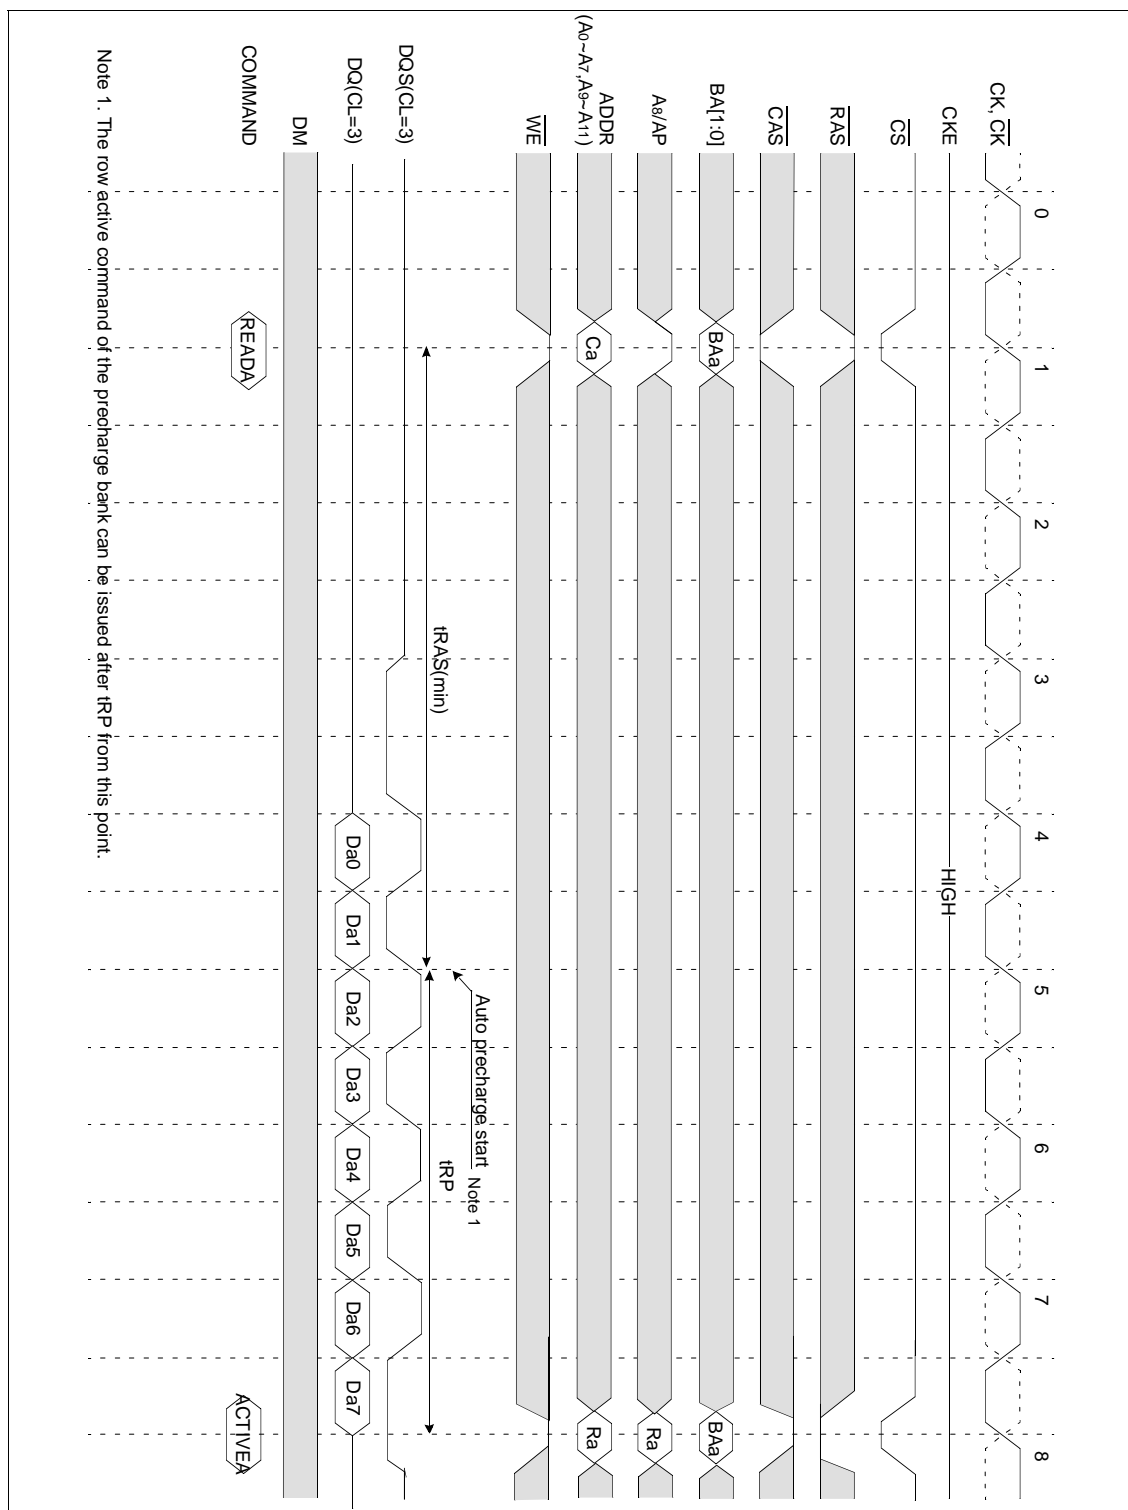 0 1 2 3 4 5 6 7 8
CK, CK
CKE HIGH
CS
RAS
CAS
BA[1:0] BAa BAa
A8/AP Ra
ADDR
(A0~A7,A9~A11) Ca Ra
WE
Auto precharge start Note 1
tRAS(min) tRP
DQS(CL=3)
DQ(CL=3) Da0 Da1 Da2 Da3 Da4 Da5 Da6 Da7
DM
COMMAND READA ACTIVEA
Note 1. The row active command of the precharge bank can be issued after tRP from this point.